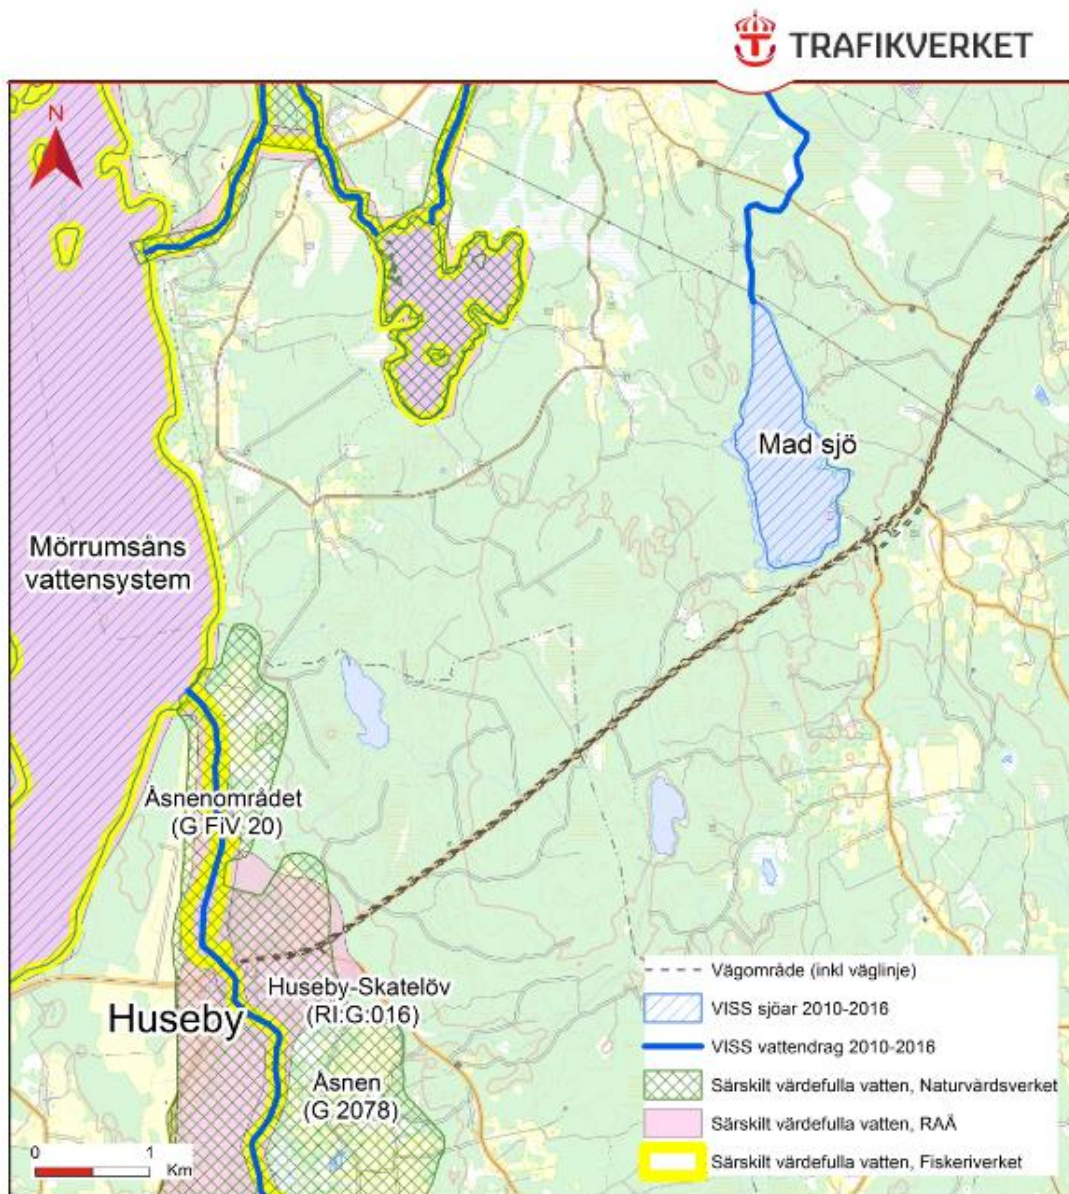 TRAFIKVERKET
N
Mad sjö
Mörrumsåns
vattensystem
Åsnenområdet
(G FiV 20)
Huseby-Skatelöv
(RI:G:016)
Huseby
Åsnen
(G 2078)
0 1
Km
Vägområde (inkl väglinje)
VISS sjöar 2010-2016
VISS vattendrag 2010-2016
Särskilt värdefulla vatten, Naturvårdsverket
Särskilt värdefulla vatten, RAÄ
Särskilt värdefulla vatten, Fiskeriverket